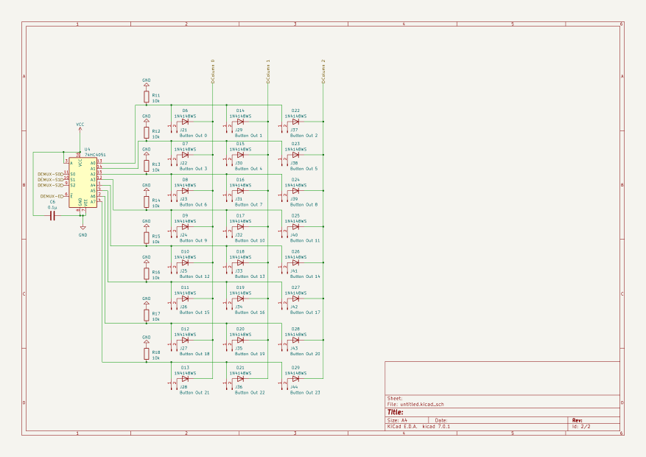 1 2 3 4 5 6
Column 0
Column 1
Column 2
A A
GND
R11
10k
D6 D14 D22
1N4148WS 1N4148WS 1N4148WS
VCC
GND
R12
10k
J21 J29 J37
Button Out 0 Button Out 1 Button Out 2
D7 D15 D23
1N4148WS 1N4148WS 1N4148WS
U4
74HC4051
GND
R13
10k
J22 J30 J38
Button Out 3 Button Out 4 Button Out 5
DEMUX-S0
DEMUX-S1
DEMUX-S2
D8 D16 D24
1N4148WS 1N4148WS 1N4148WS
B B
GND
R14
10k
J23 J31 J39
Button Out 6 Button Out 7 Button Out 8
0.1u
GND
D9 D17 D25
1N4148WS 1N4148WS 1N4148WS
GND
R15
10k
J24 J32 J40
Button Out 9 Button Out 10 Button Out 11
D10 D18 D26
1N4148WS 1N4148WS 1N4148WS
GND
R16
10k
J25 J33 J41
Button Out 12 Button Out 13 Button Out 14
D11 D19 D27
1N4148WS 1N4148WS 1N4148WS
C C
GND
R17
10k
J26 J34 J42
Button Out 15 Button Out 16 Button Out 17
D12 D20 D28
1N4148WS 1N4148WS 1N4148WS
GND
R18
10k
J27 J35 J43
Button Out 18 Button Out 19 Button Out 20
D13 D21 D29
1N4148WS 1N4148WS 1N4148WS
J28 J36 J44
Button Out 21 Button Out 22 Button Out 23
D D
Sheet:
File: untitled.kicad_sch
Title:
Size: A4 Date: Rev:
KiCad E.D.A. kicad 7.0.1 Id: 2/2
1 2 3 4 5 6